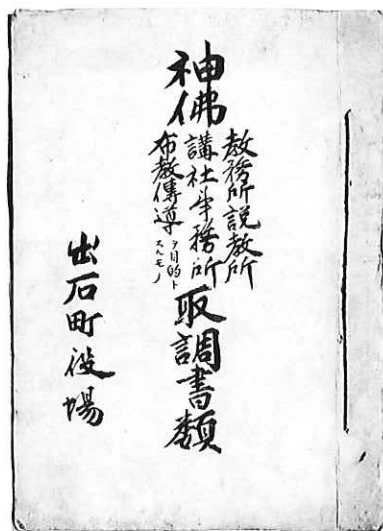 神佛
教務所説教所
講社事務所
布教傳導ヲ目的トスルモノ
取調書類
出石町役場